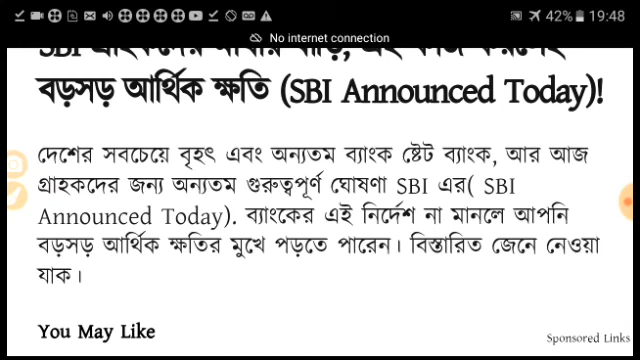 42% 19:48
No internet connection
SBI
বড়সড় আর্থিক ক্ষতি (SBI Announced Today)!
দেশের সবচেয়ে বৃহৎ এবং অন্যতম ব্যাংক ষ্টেট ব্যাংক, আর আজ
গ্রাহকদের জন্য অন্যতম গুরুত্বপূর্ণ ঘোষণা SBI এর( SBI
Announced Today). ব্যাংকের এই নির্দেশ না মানলে আপনি
বড়সড় আর্থিক ক্ষতির মুখে পড়তে পারেন। বিস্তারিত জেনে নেওয়া
যাক।
You May Like
Sponsored Links